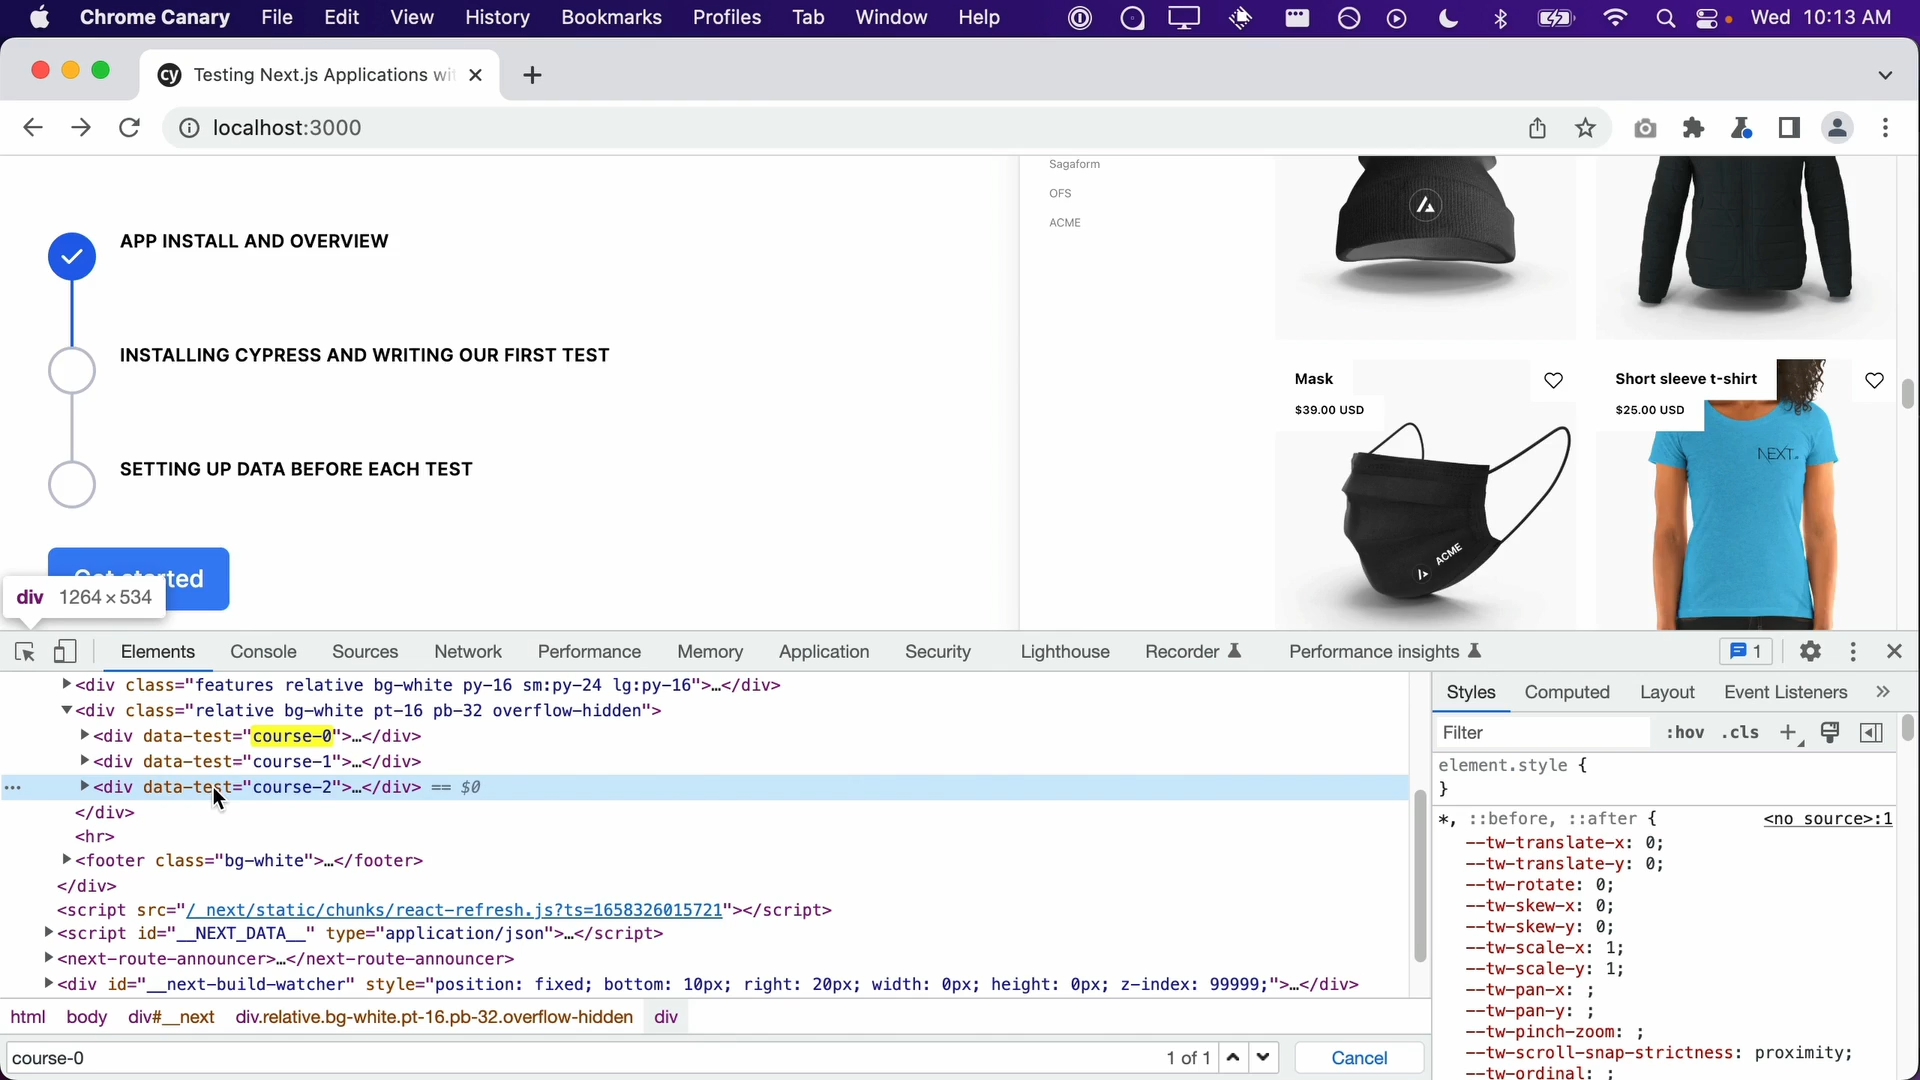 Chrome Canary File Edit View History Bookmarks Profiles Tab Window Help Wed 10:13 AM
cy Testing Next.js Applications wi
localhost:3000
Sagaform
OFS
ACME
APP INSTALL AND OVERVIEW
INSTALLING CYPRESS AND WRITING OUR FIRST TEST
SETTING UP DATA BEFORE EACH TEST
Get started
div 1264 × 534
Mask
$39.00 USD
ACME
Short sleeve t-shirt
$25.00 USD
NEXT
Elements Console Sources Network Performance Memory Application Security Lighthouse Recorder Performance insights 1
<div class="features relative bg-white py-16 sm:py-24 lg:py-16">…</div>
<div class="relative bg-white pt-16 pb-32 overflow-hidden">
<div data-test="course-0">…</div>
<div data-test="course-1">…</div>
<div data-test="course-2">…</div> == $0
</div>
<hr>
<footer class="bg-white">…</footer>
</div>
<script src="/_next/static/chunks/react-refresh.js?ts=1658326015721"></script>
<script id="__NEXT_DATA__" type="application/json">…</script>
<next-route-announcer>…</next-route-announcer>
<div id="__next-build-watcher" style="position: fixed; bottom: 10px; right: 20px; width: 0px; height: 0px; z-index: 99999;">…</div>
html body div#__next div.relative.bg-white.pt-16.pb-32.overflow-hidden div
course-0 1 of 1 Cancel
Styles Computed Layout Event Listeners »
Filter :hov .cls +
element.style {
}
*, ::before, ::after { <no source>:1
--tw-translate-x: 0;
--tw-translate-y: 0;
--tw-rotate: 0;
--tw-skew-x: 0;
--tw-skew-y: 0;
--tw-scale-x: 1;
--tw-scale-y: 1;
--tw-pan-x: ;
--tw-pan-y: ;
--tw-pinch-zoom: ;
--tw-scroll-snap-strictness: proximity;
--tw-ordinal: ;